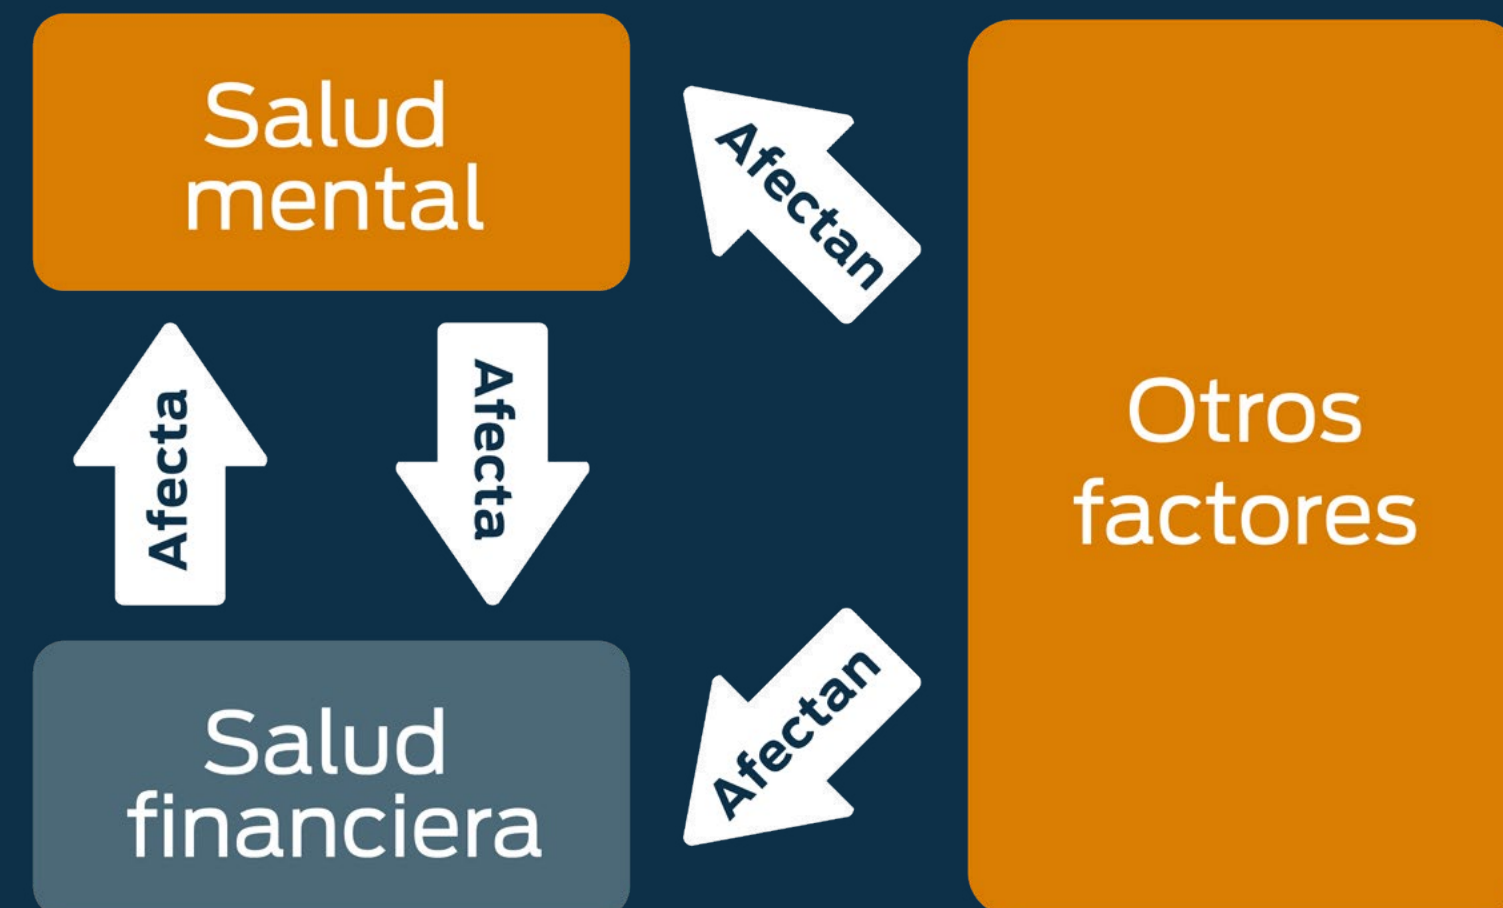 Salud
mental
Afectan
Afecta
Afecta
Otros
factores
Afectan
Salud
financiera